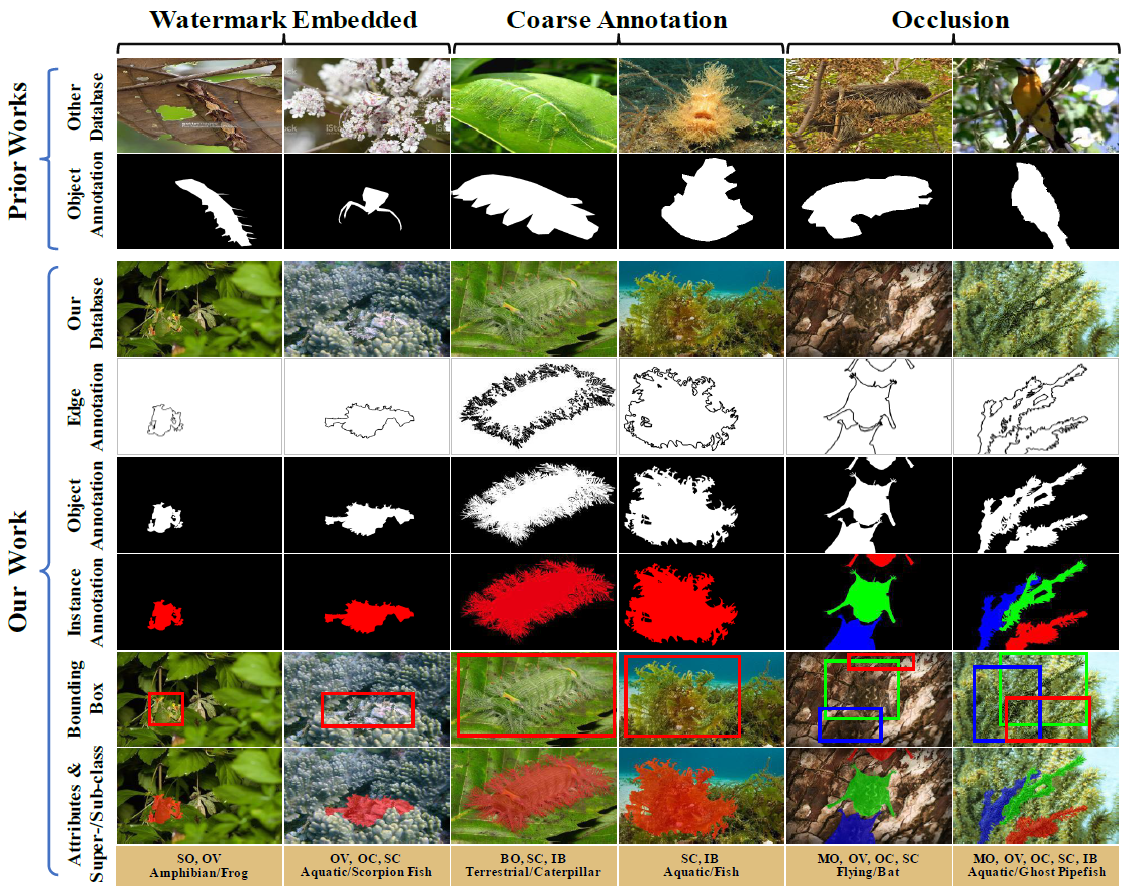 Watermark Embedded
Coarse Annotation
Occlusion
Prior Works
Other
Database
Object
Annotation
Our Work
Our
Database
Edge
Annotation
Object
Annotation
Instance
Annotation
Bounding
Box
Attributes &
Super-/Sub-class
SO, OV
Amphibian/Frog
OV, OC, SC
Aquatic/Scorpion Fish
BO, SC, IB
Terrestrial/Caterpillar
SC, IB
Aquatic/Fish
MO, OV, OC, SC
Flying/Bat
MO, OV, OC, SC, IB
Aquatic/Ghost Pipefish